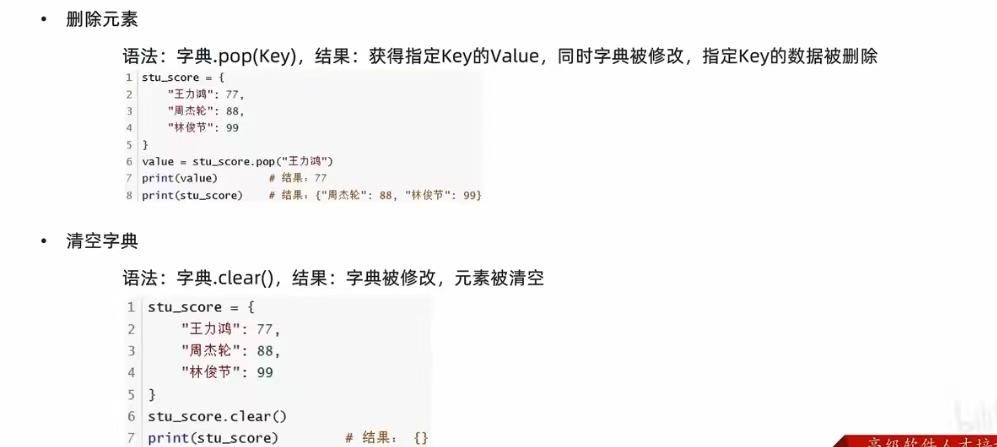 • 删除元素
语法：字典.pop(Key)，结果：获得指定Key的Value，同时字典被修改，指定Key的数据被删除
1 stu_score = {
2     "王力鸿": 77,
3     "周杰轮": 88,
4     "林俊节": 99
5 }
6 value = stu_score.pop("王力鸿")
7 print(value)        # 结果：77
8 print(stu_score)    # 结果：{"周杰轮": 88, "林俊节": 99}
• 清空字典
语法：字典.clear()，结果：字典被修改，元素被清空
1 stu_score = {
2     "王力鸿": 77,
3     "周杰轮": 88,
4     "林俊节": 99
5 }
6 stu_score.clear()
7 print(stu_score)        # 结果： {}
高级软件人才培